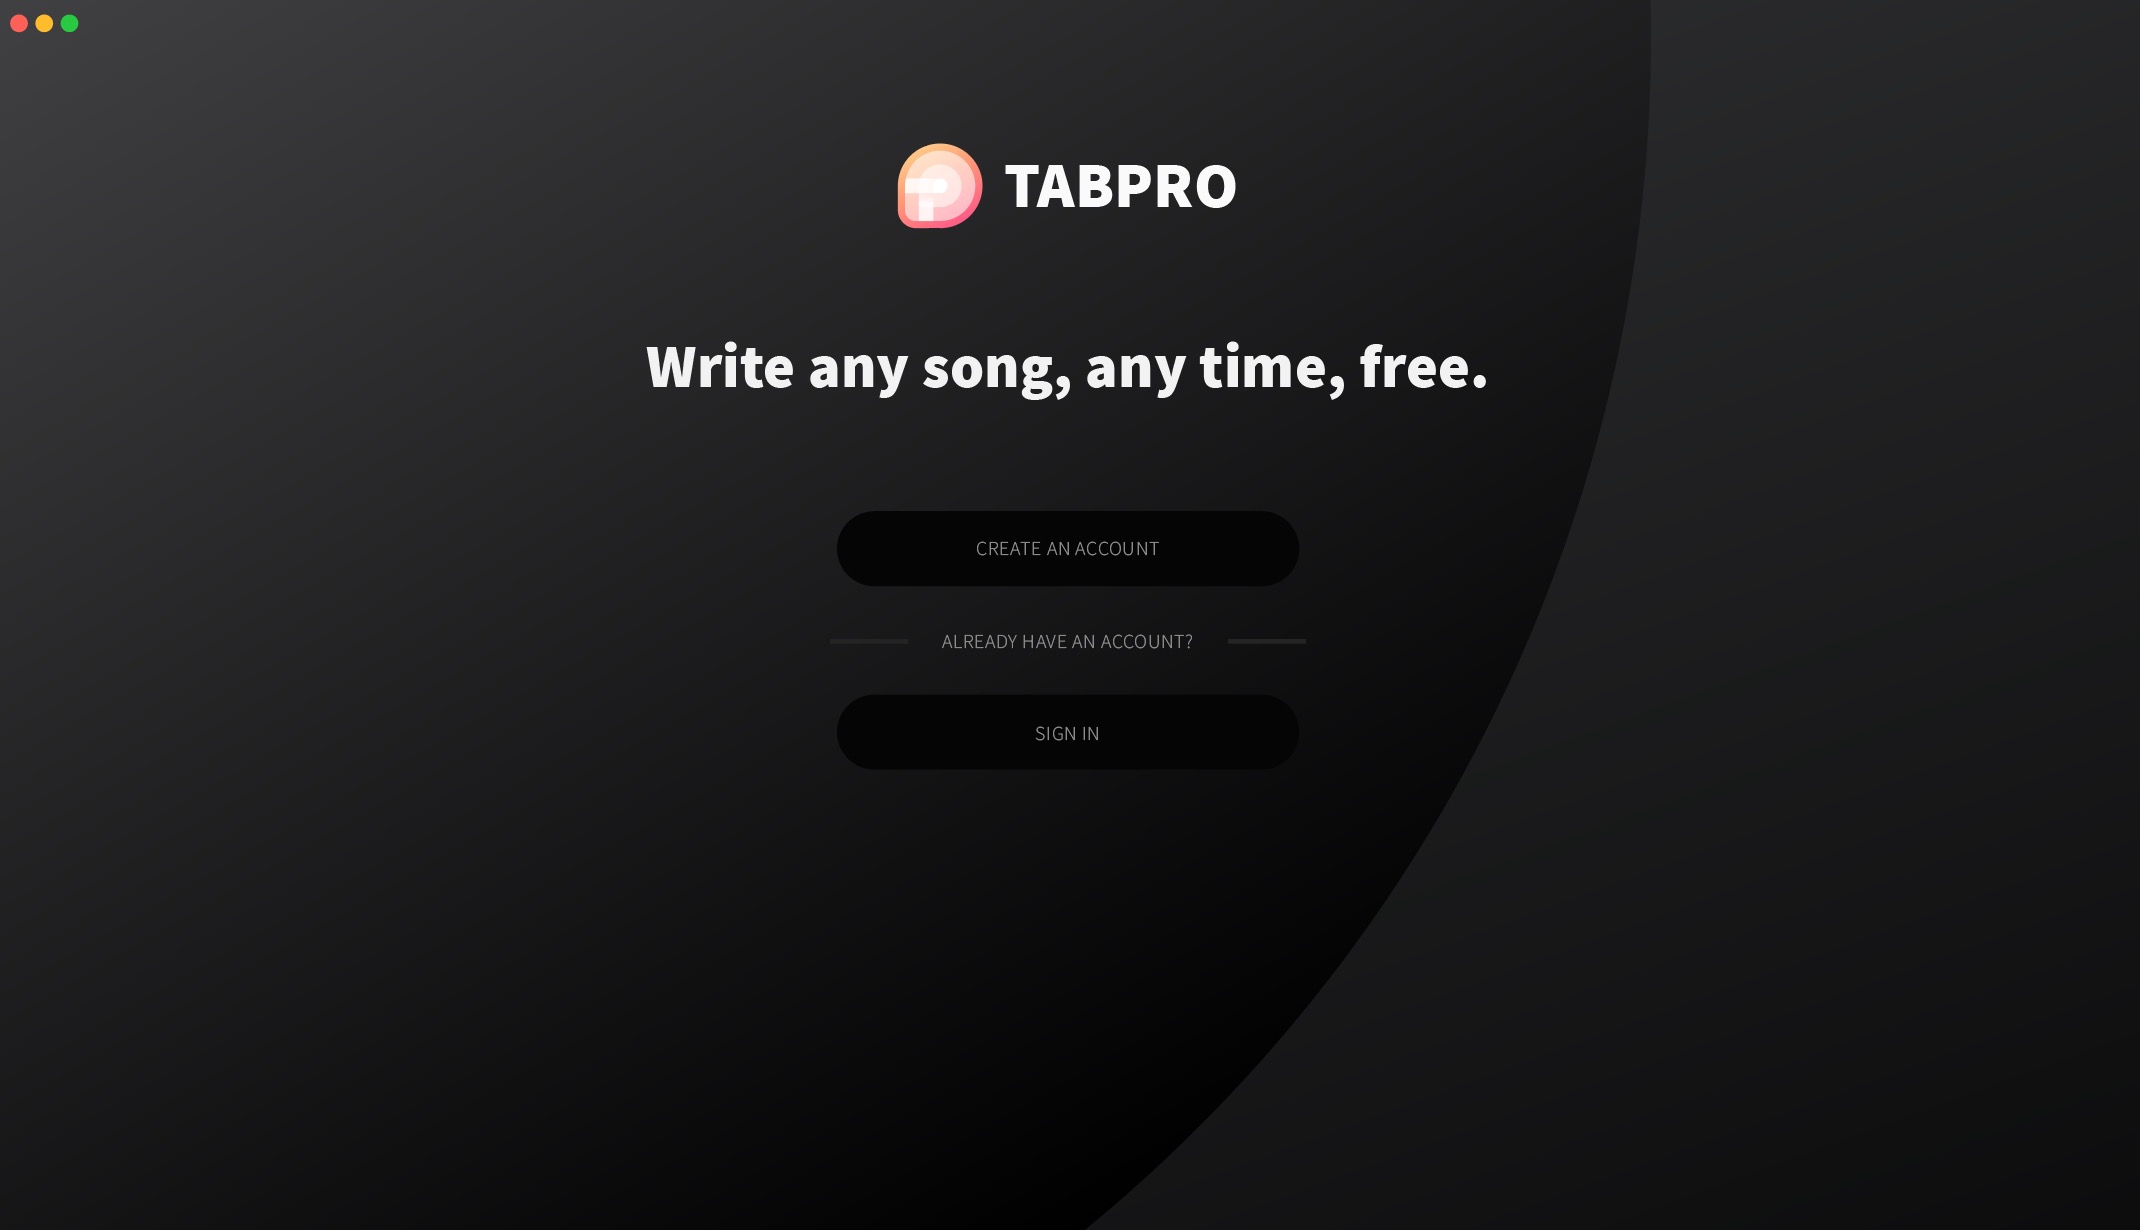 TABPRO
Write any song, any time, free.
CREATE AN ACCOUNT
ALREADY HAVE AN ACCOUNT?
SIGN IN